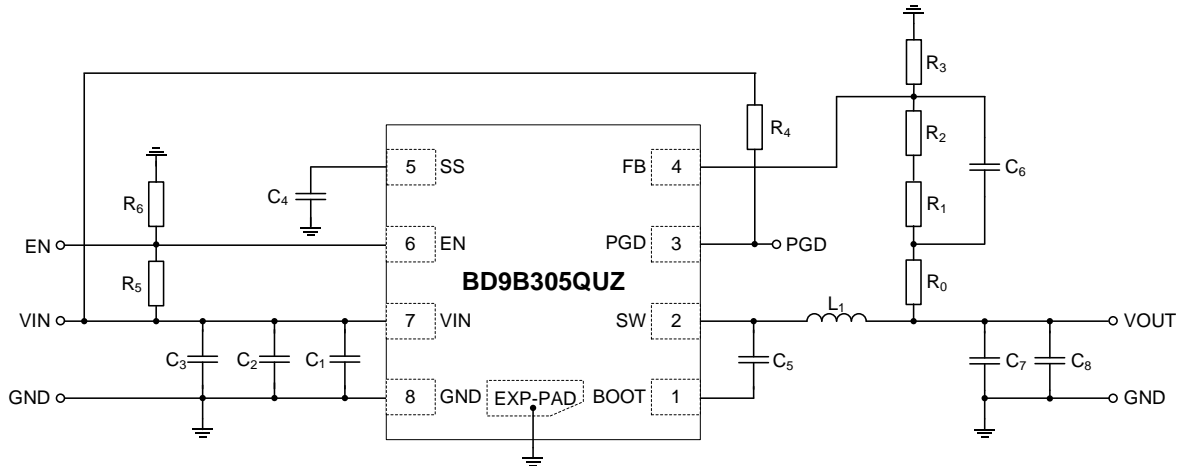 R3
R4
R2
5 SS
FB 4
C6
C4
R6
R1
EN
6 EN
PGD 3
PGD
BD9B305QUZ
R5
R0
L1
VIN
7 VIN
SW 2
VOUT
C3
C2
C1
C5
C7
C8
GND
8 GND
EXP-PAD
BOOT 1
GND